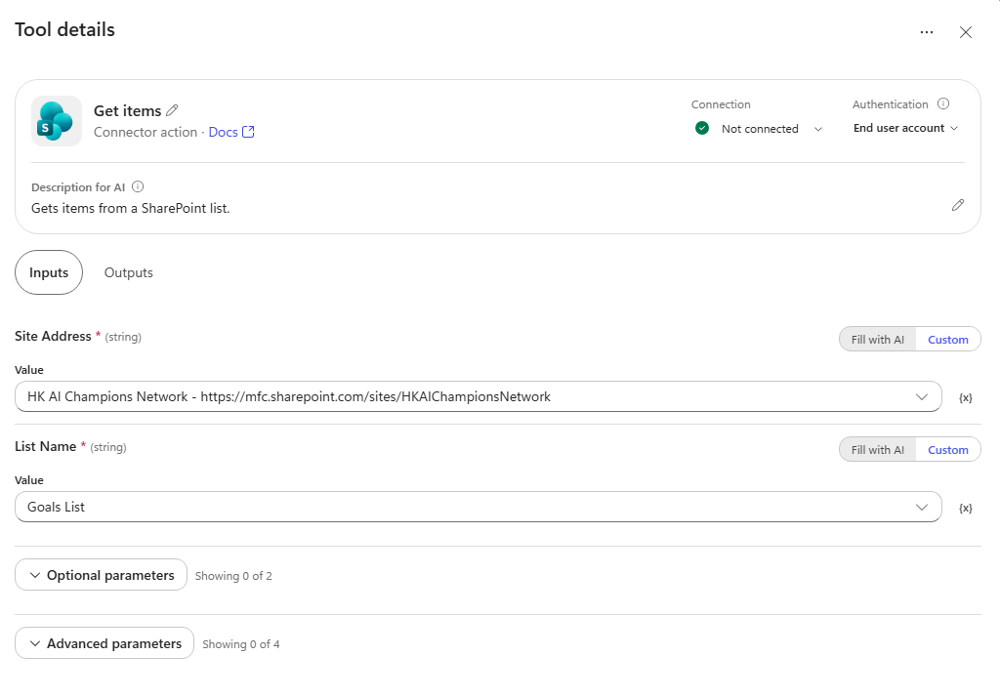 Tool details
Get items
Connector action · Docs
Connection
Not connected
Authentication
End user account
S
Description for AI
Gets items from a SharePoint list.
Inputs
Outputs
Site Address * (string)
Fill with AI
Custom
Value
HK AI Champions Network - https://mfc.sharepoint.com/sites/HKAIChampionsNetwork
{x}
List Name * (string)
Fill with AI
Custom
Value
Goals List
{x}
Optional parameters
Showing 0 of 2
Advanced parameters
Showing 0 of 4